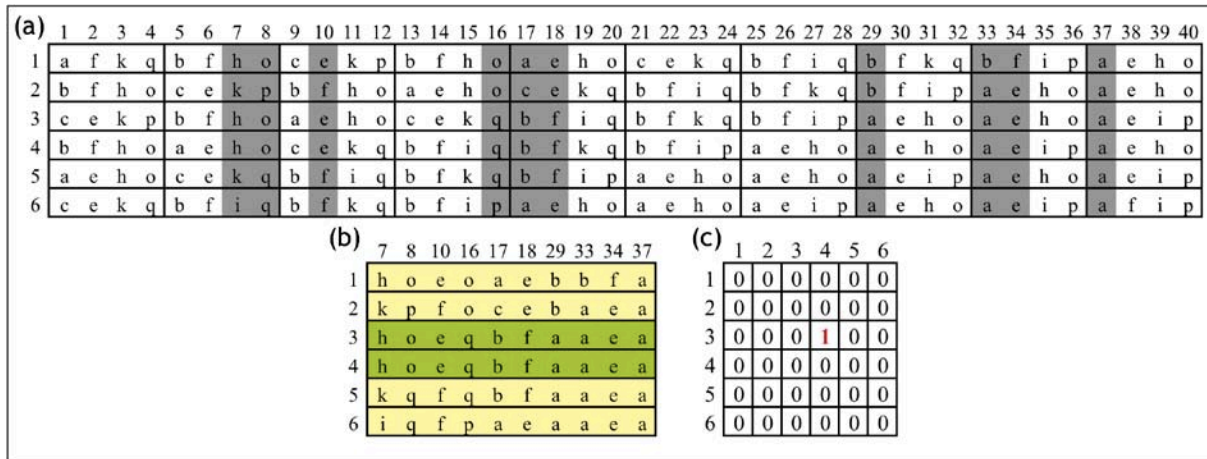 (a)
1 2 3 4 5 6 7 8 9 10 11 12 13 14 15 16 17 18 19 20 21 22 23 24 25 26 27 28 29 30 31 32 33 34 35 36 37 38 39 40
1 a f k q b f h o c e k p b f h o a e h o c e k q b f i q b f k q b f i p a e h o
2 b f h o c e k p b f h o a e h o c e k q b f i q b f k q b f i p a e h o a e h o
3 c e k p b f h o a e h o c e k q b f i q b f k q b f i p a e h o a e h o a e i p
4 b f h o a e h o c e k q b f i q b f k q b f i p a e h o a e h o a e i p a e h o
5 a e h o c e k q b f i q b f k q b f i p a e h o a e h o a e i p a e h o a e i p
6 c e k q b f i q b f k q b f i p a e h o a e h o a e i p a e h o a e i p a f i p
(b)
7 8 10 16 17 18 29 33 34 37
1 h o e o a e b b f a
2 k p f o c e b a e a
3 h o e q b f a a e a
4 h o e q b f a a e a
5 k q f q b f a a e a
6 i q f p a e a a e a
(c)
1 2 3 4 5 6
1 0 0 0 0 0 0
2 0 0 0 0 0 0
3 0 0 0 1 0 0
4 0 0 0 0 0 0
5 0 0 0 0 0 0
6 0 0 0 0 0 0